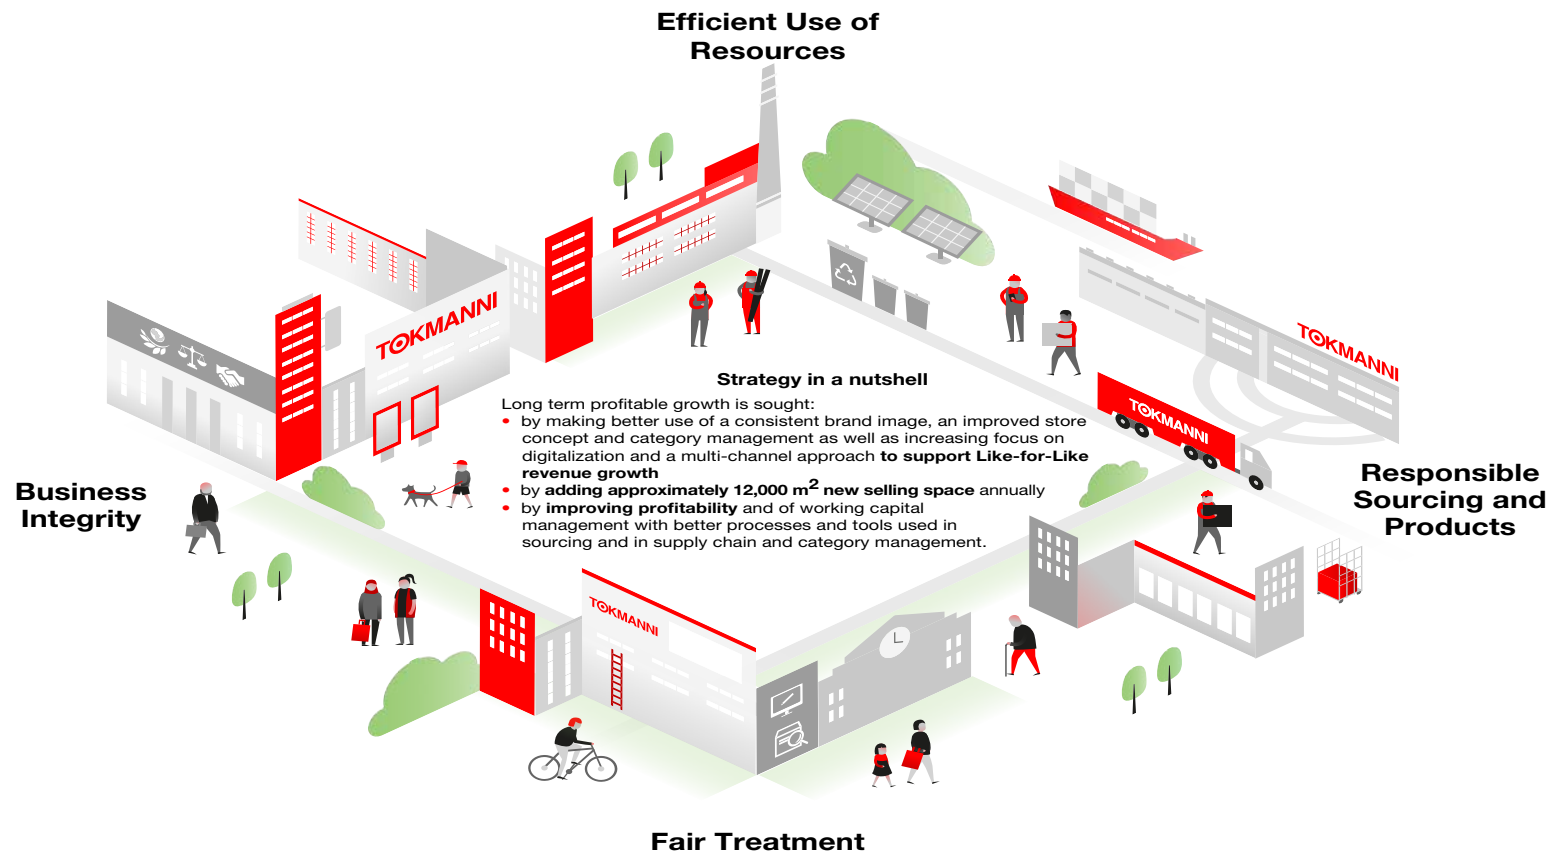 Efficient Use of
Resources
TOKMANNI
TOKMANNI
Strategy in a nutshell
Long term profitable growth is sought:
• by making better use of a consistent brand image, an improved store
concept and category management as well as increasing focus on
digitalization and a multi-channel approach to support Like-for-Like
revenue growth
• by adding approximately 12,000 m2 new selling space annually
• by improving profitability and of working capital
management with better processes and tools used in
sourcing and in supply chain and category management.
TOKMANNI
Business
Integrity
Responsible
Sourcing and
Products
TOKMANNI
Fair Treatment